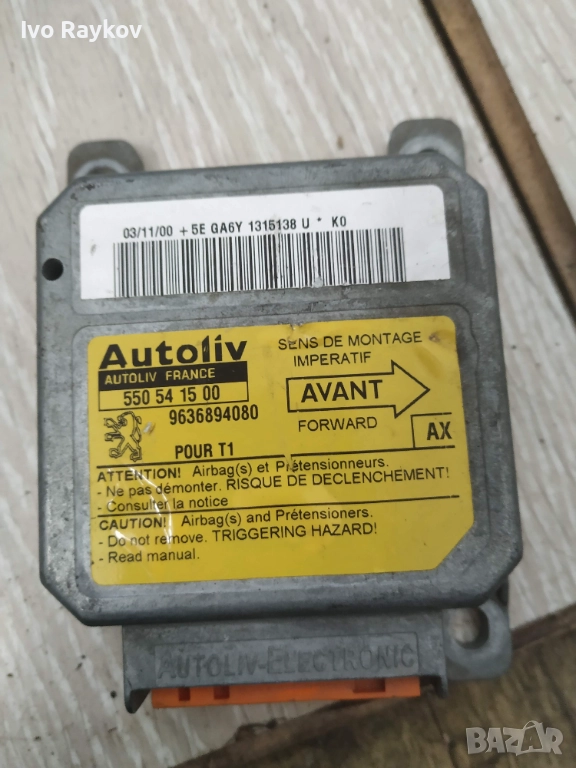 Ivo Raykov
03/11/00 + 5E GA6Y 1315138 U * K0
Autoliv
AUTOLIV FRANCE
550 54 15 00
9636894080
POUR T1
SENS DE MONTAGE
IMPERATIF
AVANT
FORWARD
AX
ATTENTION! Airbag(s) et Prétensionneurs.
- Ne pas démonter. RISQUE DE DECLENCHEMENT!
- Consulter la notice
CAUTION! Airbag(s) and Prétensioners.
- Do not remove. TRIGGERING HAZARD!
- Read manual.
AUTOLIV-ELECTRONIC
BAZAR